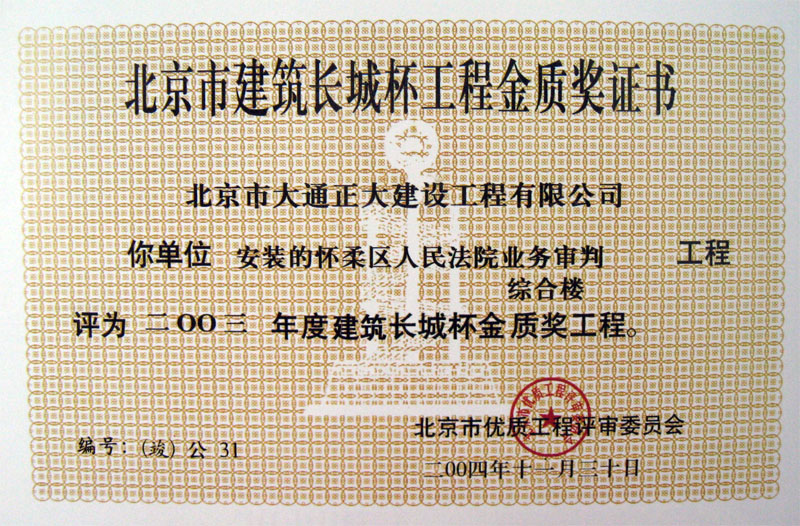 北京市建筑长城杯工程金质奖证书
北京市大通正大建设工程有限公司
你单位 安装的怀柔区人民法院业务审判 工程
综合楼
评为 二OO三 年度建筑长城杯金质奖工程。
北京市优质工程评审委员会
编号：(竣) 公 31
二OO四年十一月三十日